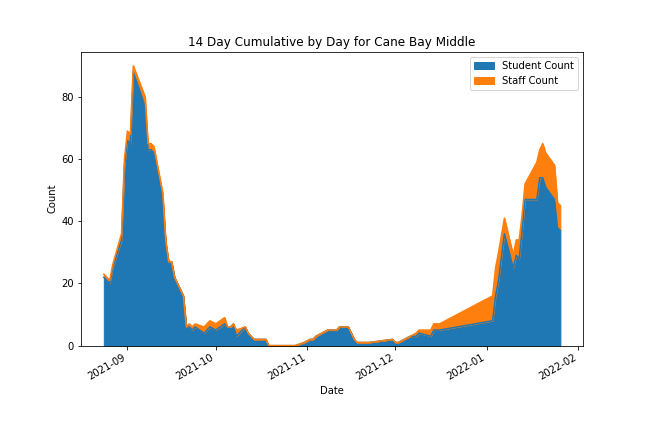 14 Day Cumulative by Day for Cane Bay Middle
Student Count
Staff Count
Count
80
60
40
20
0
2021-09
2021-10
2021-11
2021-12
2022-01
2022-02
Date